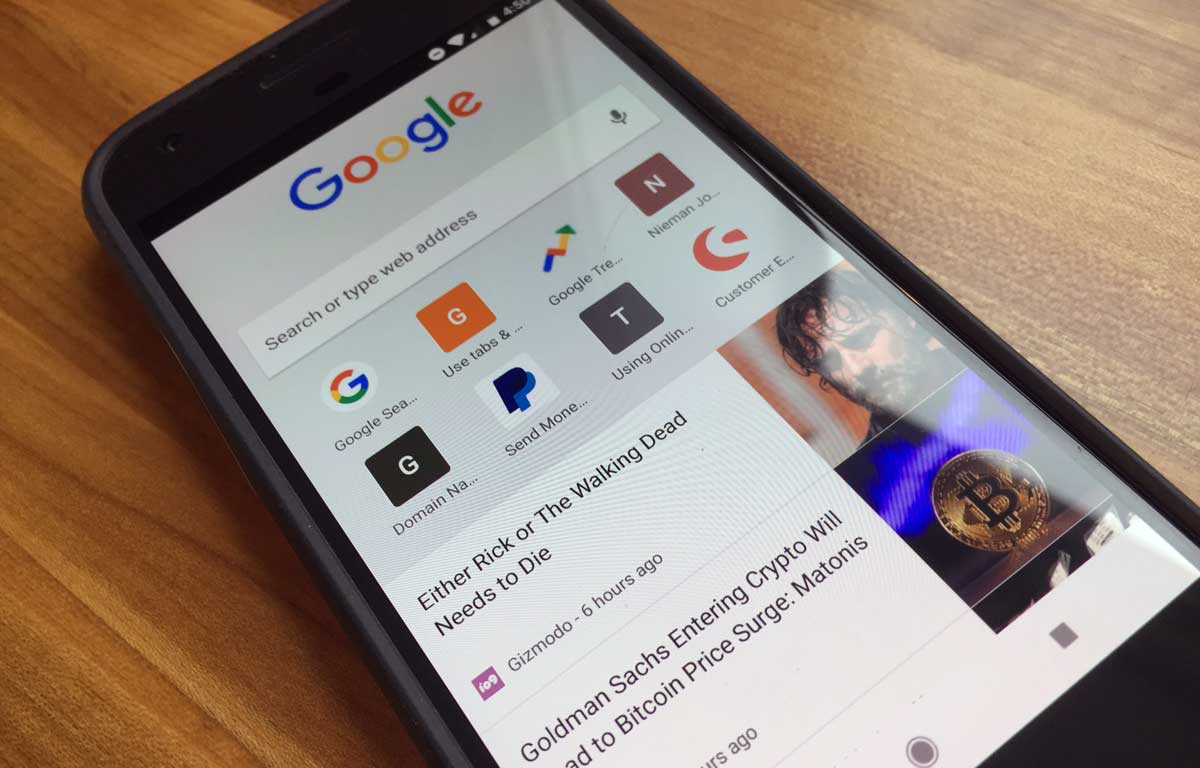 4:50
Google
Search or type web address
G
Google Sea...
G
Use tabs & ...
Google Tre...
N
Nieman Jo...
G
Domain Na...
Send Mone...
T
Using Onlin...
Customer E...
Either Rick or The Walking Dead
Needs to Die
io9
Gizmodo - 6 hours ago
Goldman Sachs Entering Crypto Will
ad to Bitcoin Price Surge: Matonis
urs ago